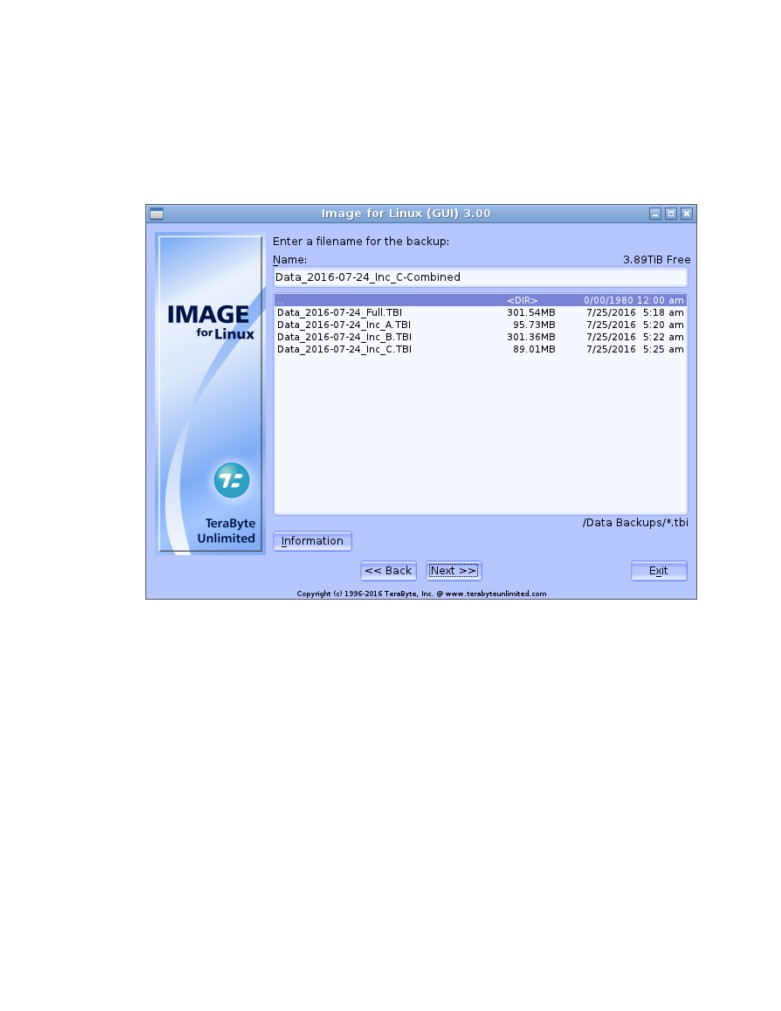 Image for Linux (GUI) 3.00
Enter a filename for the backup:
Name: 3.89TiB Free
Data_2016-07-24_Inc_C-Combined
.. <DIR> 0/00/1980 12:00 am
Data_2016-07-24_Full.TBI 301.54MB 7/25/2016 5:18 am
Data_2016-07-24_Inc_A.TBI 95.73MB 7/25/2016 5:20 am
Data_2016-07-24_Inc_B.TBI 301.36MB 7/25/2016 5:22 am
Data_2016-07-24_Inc_C.TBI 89.01MB 7/25/2016 5:25 am
IMAGE
for Linux
TeraByte
Unlimited
/Data Backups/*.tbi
Information
<< Back Next >> Exit
Copyright (c) 1996-2016 TeraByte, Inc. @ www.terabyteunlimited.com